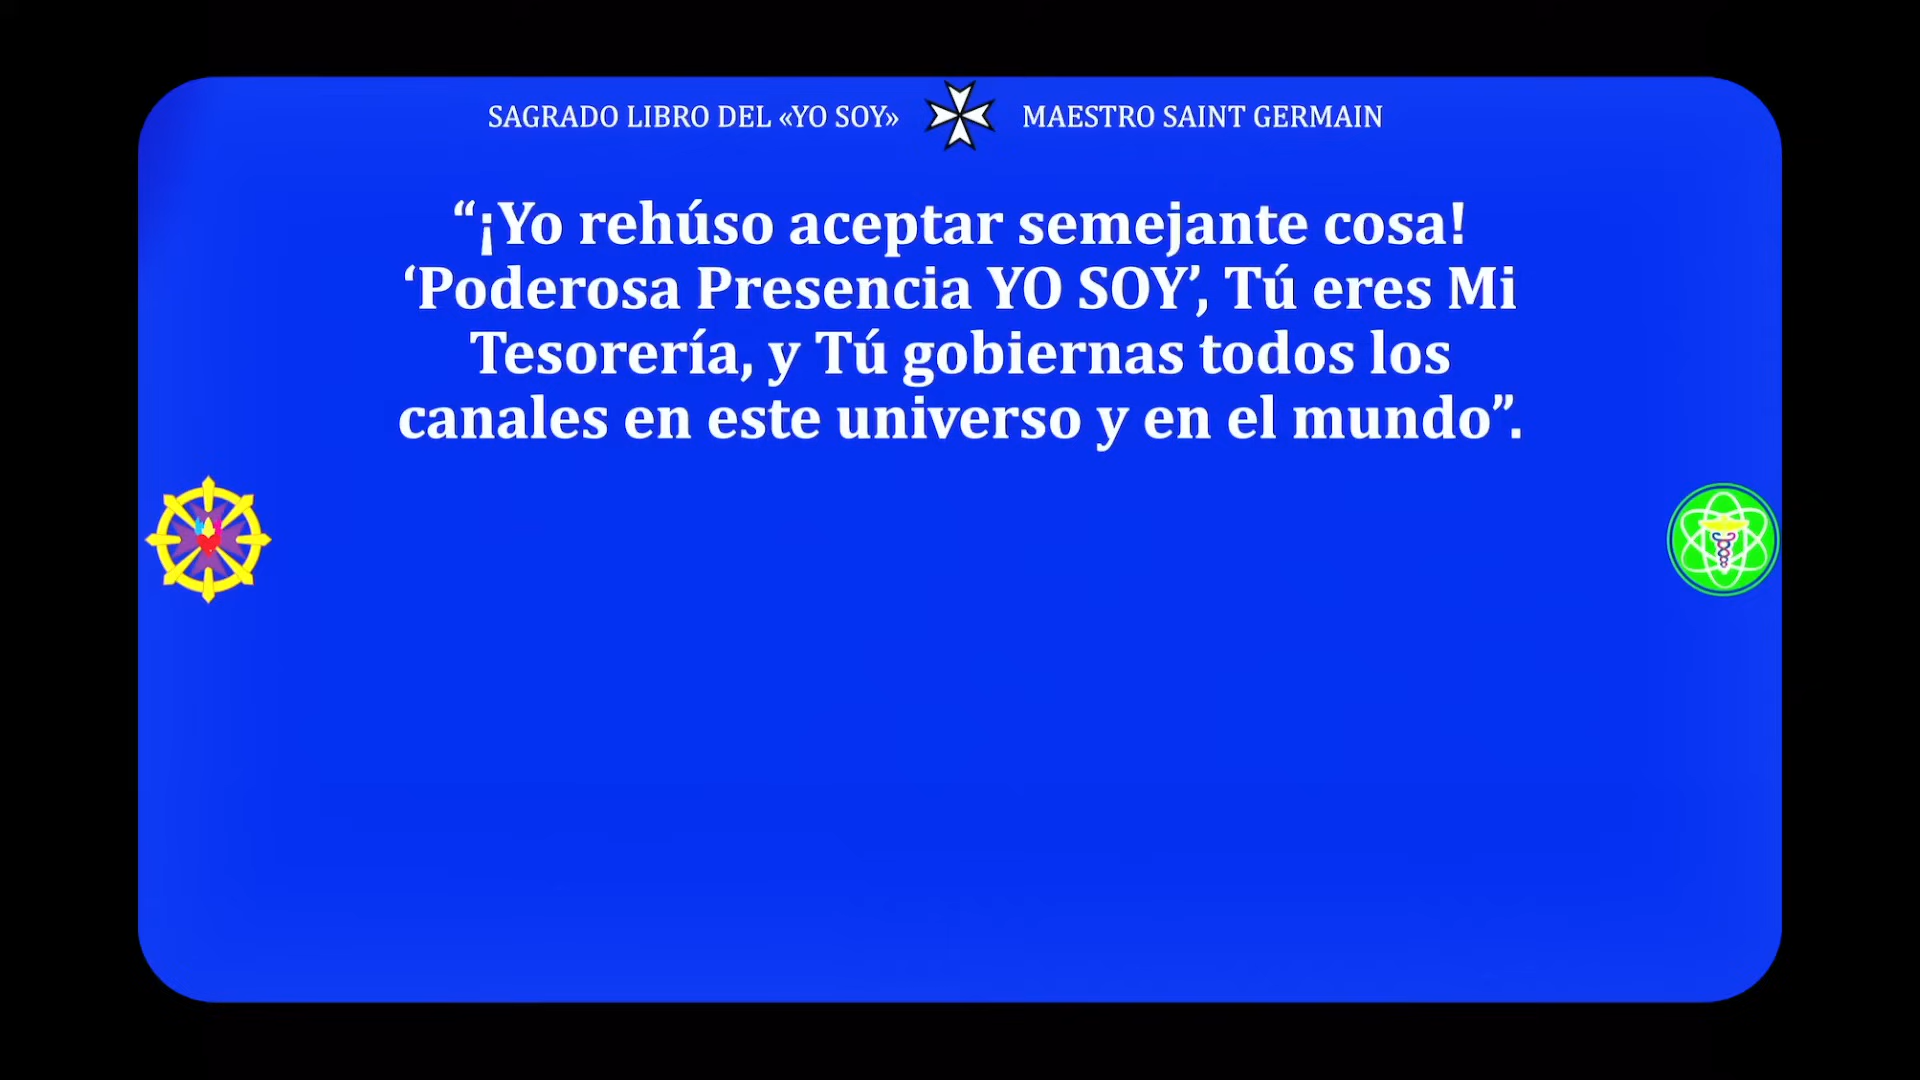 SAGRADO LIBRO DEL «YO SOY» MAESTRO SAINT GERMAIN
“¡Yo rehúso aceptar semejante cosa!
‘Poderosa Presencia YO SOY’, Tú eres Mi
Tesorería, y Tú gobiernas todos los
canales en este universo y en el mundo”.